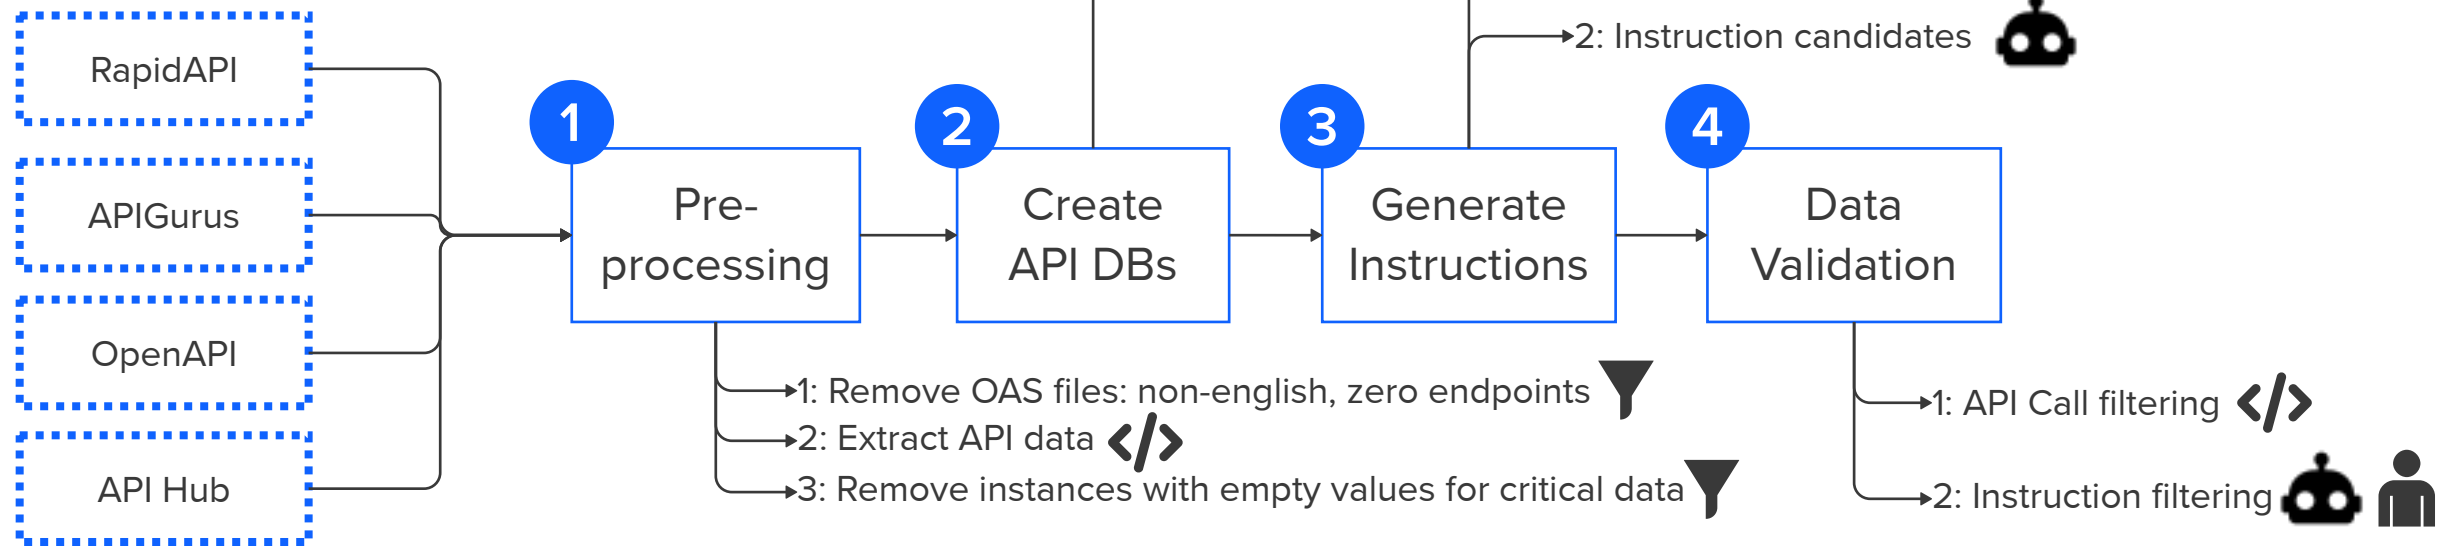 RapidAPI
APIGurus
OpenAPI
API Hub
1
Pre-
processing
1: Remove OAS files: non-english, zero endpoints
2: Extract API data
3: Remove instances with empty values for critical data
2
Create
API DBs
3
Generate
Instructions
2: Instruction candidates
4
Data
Validation
1: API Call filtering
2: Instruction filtering